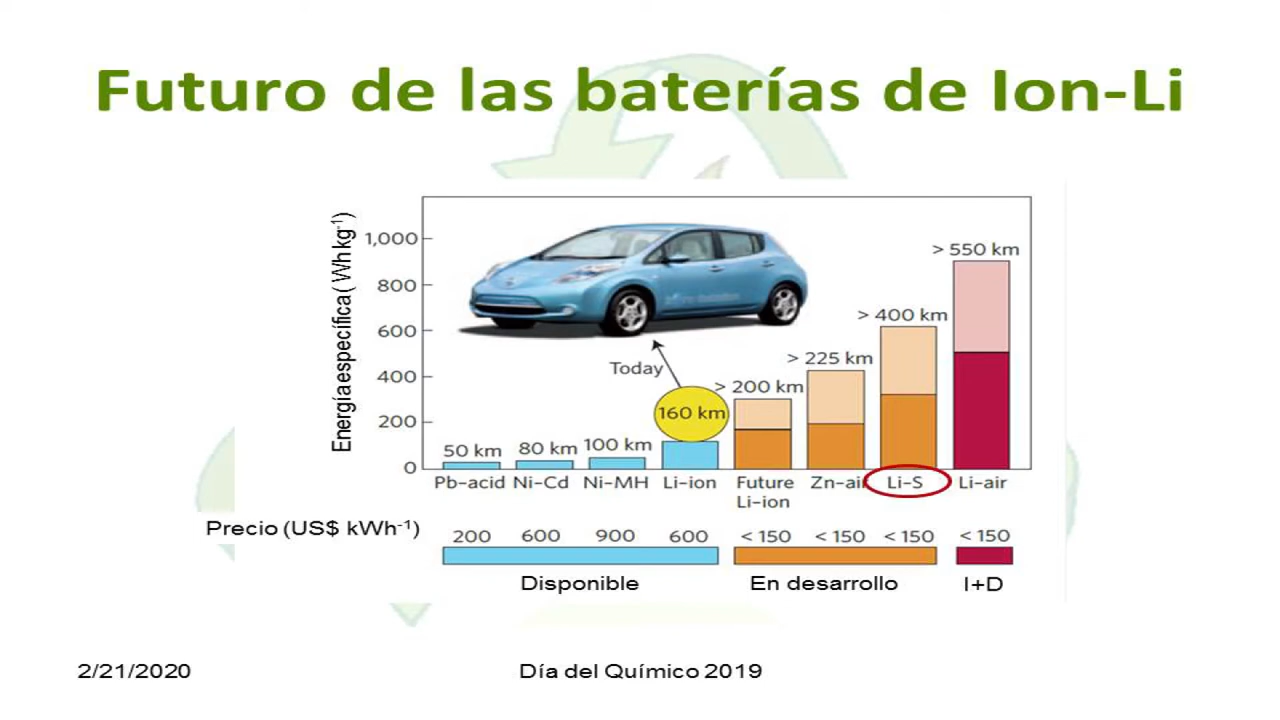 Futuro de las baterías de Ion-Li
Energía específica (Wh kg⁻¹)
1,000
800
600
400
200
0
Today
50 km
80 km
100 km
160 km
> 200 km
> 225 km
> 400 km
> 550 km
Pb-acid Ni-Cd Ni-MH Li-ion Future Li-ion Zn-air Li-S Li-air
Precio (US$ kWh⁻¹) 200 600 900 600 < 150 < 150 < 150 < 150
Disponible En desarrollo I+D
2/21/2020 Día del Químico 2019